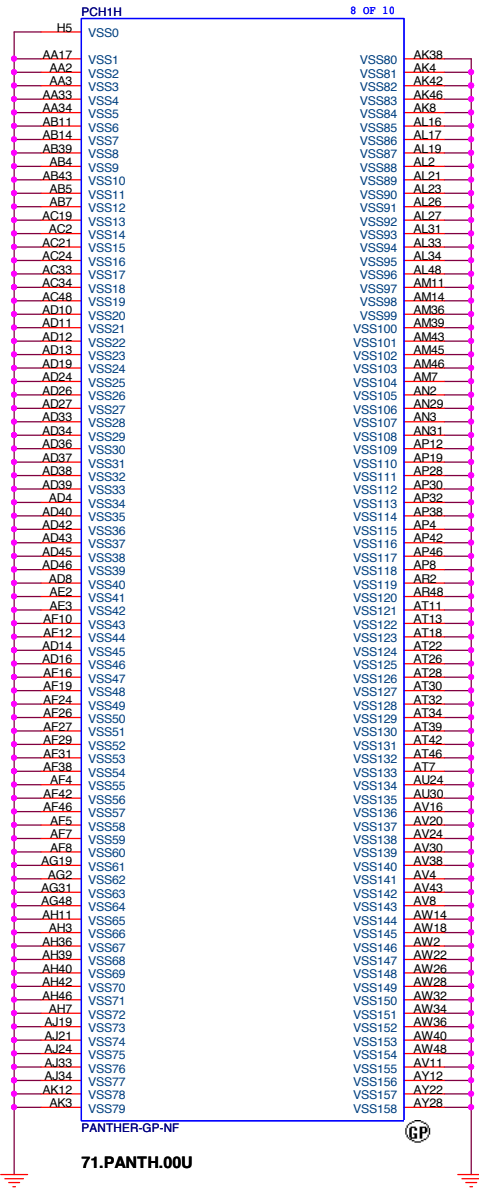 PCH1H 8 OF 10
H5 VSS0
AA17 VSS1 VSS80 AK38
AA2 VSS2 VSS81 AK4
AA3 VSS3 VSS82 AK42
AA33 VSS4 VSS83 AK46
AA34 VSS5 VSS84 AK8
AB11 VSS6 VSS85 AL16
AB14 VSS7 VSS86 AL17
AB39 VSS8 VSS87 AL19
AB4 VSS9 VSS88 AL2
AB43 VSS10 VSS89 AL21
AB5 VSS11 VSS90 AL23
AB7 VSS12 VSS91 AL26
AC19 VSS13 VSS92 AL27
AC2 VSS14 VSS93 AL31
AC21 VSS15 VSS94 AL33
AC24 VSS16 VSS95 AL34
AC33 VSS17 VSS96 AL48
AC34 VSS18 VSS97 AM11
AC48 VSS19 VSS98 AM14
AD10 VSS20 VSS99 AM36
AD11 VSS21 VSS100 AM39
AD12 VSS22 VSS101 AM43
AD13 VSS23 VSS102 AM45
AD19 VSS24 VSS103 AM46
AD24 VSS25 VSS104 AM7
AD26 VSS26 VSS105 AN2
AD27 VSS27 VSS106 AN29
AD33 VSS28 VSS107 AN3
AD34 VSS29 VSS108 AN31
AD36 VSS30 VSS109 AP12
AD37 VSS31 VSS110 AP19
AD38 VSS32 VSS111 AP28
AD39 VSS33 VSS112 AP30
AD4 VSS34 VSS113 AP32
AD40 VSS35 VSS114 AP38
AD42 VSS36 VSS115 AP4
AD43 VSS37 VSS116 AP42
AD45 VSS38 VSS117 AP46
AD46 VSS39 VSS118 AP8
AD8 VSS40 VSS119 AR2
AE2 VSS41 VSS120 AR48
AE3 VSS42 VSS121 AT11
AF10 VSS43 VSS122 AT13
AF12 VSS44 VSS123 AT18
AD14 VSS45 VSS124 AT22
AD16 VSS46 VSS125 AT26
AF16 VSS47 VSS126 AT28
AF19 VSS48 VSS127 AT30
AF24 VSS49 VSS128 AT32
AF26 VSS50 VSS129 AT34
AF27 VSS51 VSS130 AT39
AF29 VSS52 VSS131 AT42
AF31 VSS53 VSS132 AT46
AF38 VSS54 VSS133 AT7
AF4 VSS55 VSS134 AU24
AF42 VSS56 VSS135 AU30
AF46 VSS57 VSS136 AV16
AF5 VSS58 VSS137 AV20
AF7 VSS59 VSS138 AV24
AF8 VSS60 VSS139 AV30
AG19 VSS61 VSS140 AV38
AG2 VSS62 VSS141 AV4
AG31 VSS63 VSS142 AV43
AG48 VSS64 VSS143 AV8
AH11 VSS65 VSS144 AW14
AH3 VSS66 VSS145 AW18
AH36 VSS67 VSS146 AW2
AH39 VSS68 VSS147 AW22
AH40 VSS69 VSS148 AW26
AH42 VSS70 VSS149 AW28
AH46 VSS71 VSS150 AW32
AH7 VSS72 VSS151 AW34
AJ19 VSS73 VSS152 AW36
AJ21 VSS74 VSS153 AW40
AJ24 VSS75 VSS154 AW48
AJ33 VSS76 VSS155 AV11
AJ34 VSS77 VSS156 AY12
AK12 VSS78 VSS157 AY22
AK3 VSS79 VSS158 AY28
PANTHER-GP-NF GP
71.PANTH.00U